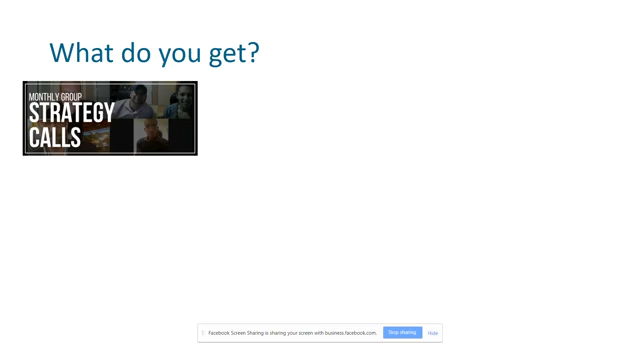 What do you get?
MONTHLY GROUP
STRATEGY
CALLS
Facebook Screen Sharing is sharing your screen with business.facebook.com.
Stop sharing
Hide